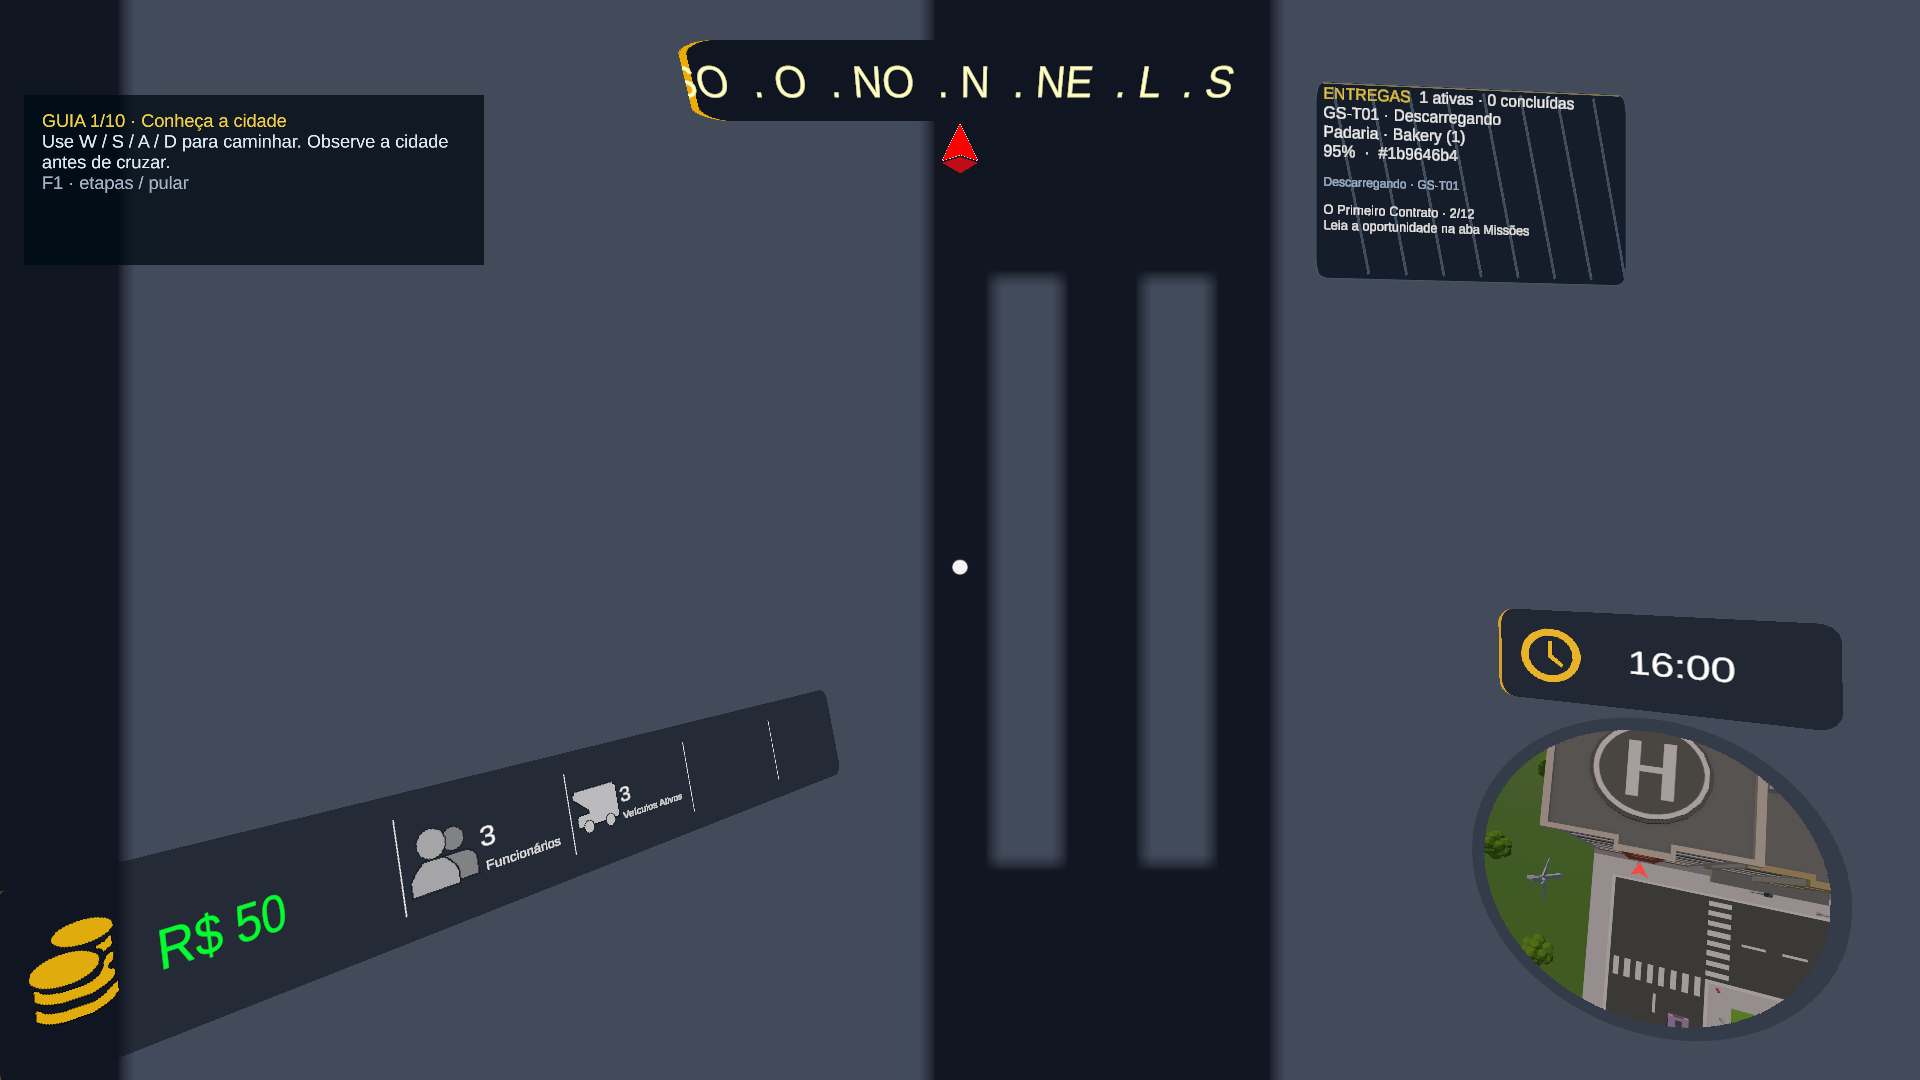 SO . O . NO . N . NE . L . S
GUIA 1/10 · Conheça a cidade
Use W / S / A / D para caminhar. Observe a cidade
antes de cruzar.
F1 · etapas / pular
ENTREGAS 1 ativas · 0 concluídas
GS-T01 · Descarregando
Padaria · Bakery (1)
95% · #1b9646b4
Descarregando · GS-T01
O Primeiro Contrato · 2/12
Leia a oportunidade na aba Missões
16:00
H
3
Veículos Ativos
3
Funcionários
R$ 50